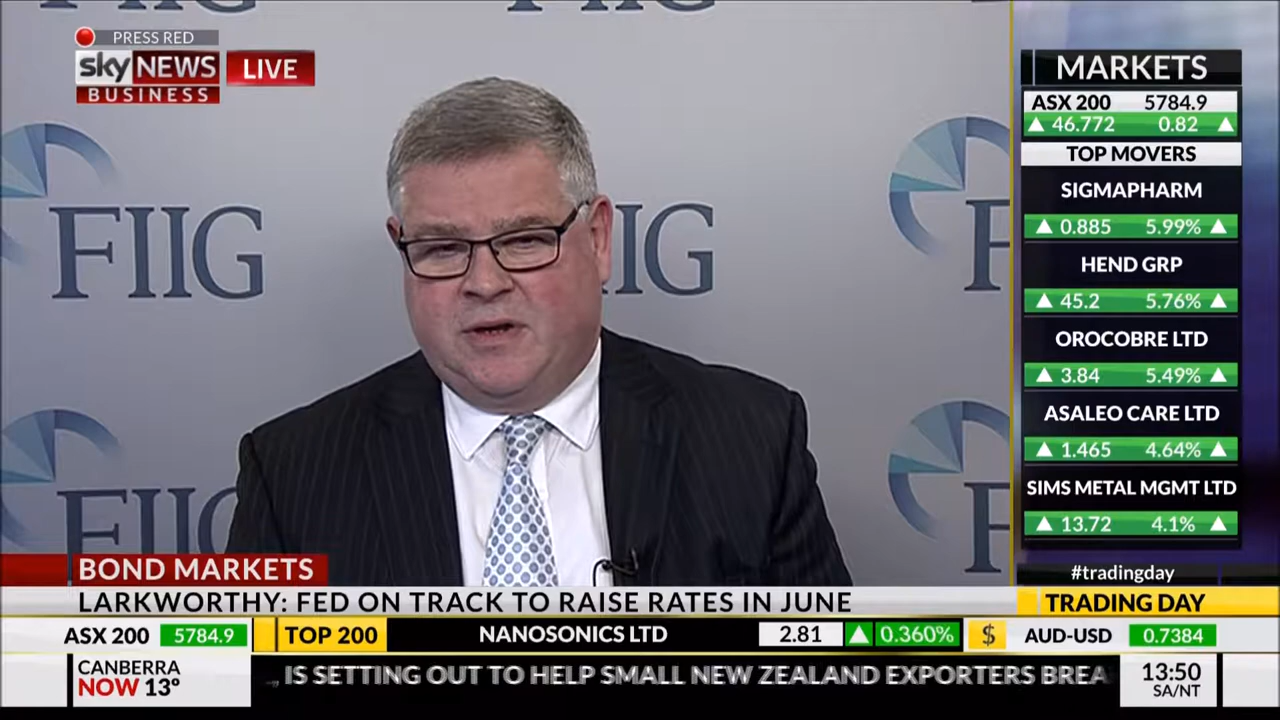 PRESS RED
sky NEWS
BUSINESS
LIVE
FIIG
FIIG
F
FIIG
F
MARKETS
ASX 200 5784.9
▲ 46.772 0.82 ▲
TOP MOVERS
SIGMAPHARM
▲ 0.885 5.99% ▲
HEND GRP
▲ 45.2 5.76% ▲
OROCOBRE LTD
▲ 3.84 5.49% ▲
ASALEO CARE LTD
▲ 1.465 4.64% ▲
SIMS METAL MGMT LTD
▲ 13.72 4.1% ▲
#tradingday
BOND MARKETS
LARKWORTHY: FED ON TRACK TO RAISE RATES IN JUNE
TRADING DAY
ASX 200 5784.9 TOP 200 NANOSONICS LTD 2.81 ▲ 0.360% $ AUD-USD 0.7384
CANBERRA
NOW 13º
IS SETTING OUT TO HELP SMALL NEW ZEALAND EXPORTERS BREA
13:50
SA/NT